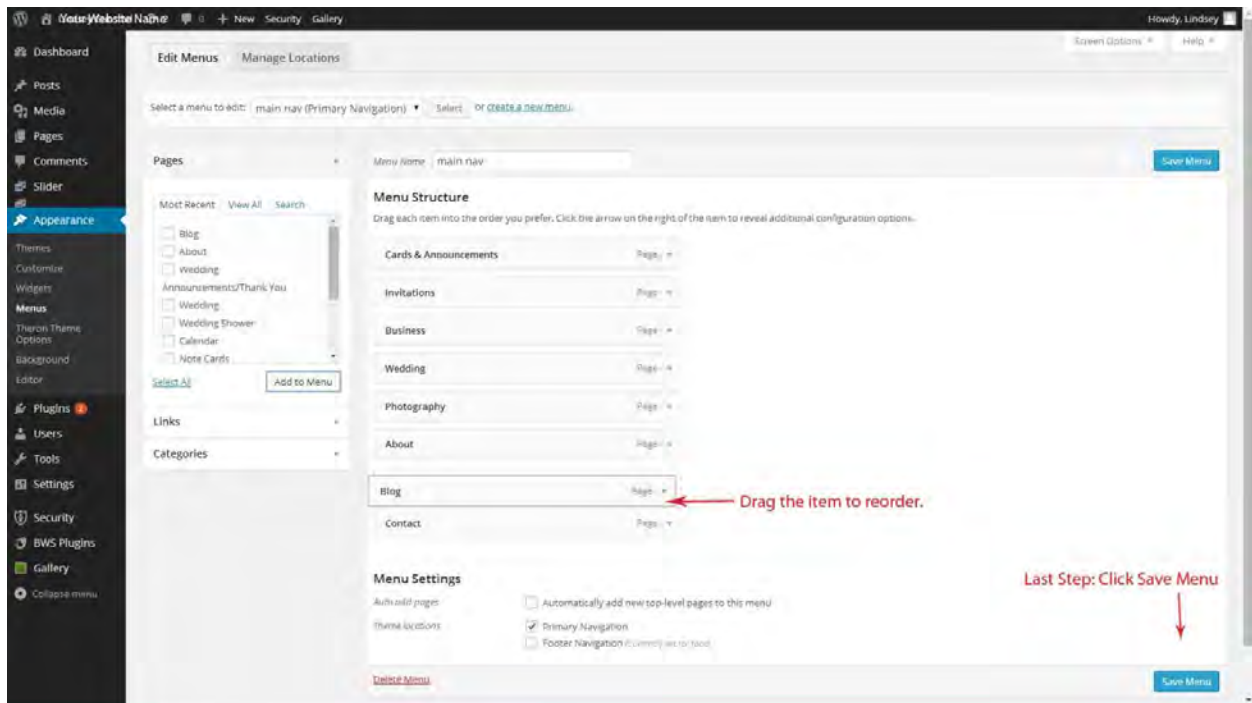 Your Website Name 0 + New Security Gallery
Howdy, Lindsey
Screen Options Help
Dashboard
Posts
Media
Pages
Comments
Slider
Appearance
Themes
Customize
Widgets
Menus
Theron Theme
Options
Background
Editor
Plugins 2
Users
Tools
Settings
Security
BWS Plugins
Gallery
Collapse menu
Edit Menus Manage Locations
Select a menu to edit: main nav (Primary Navigation) Select or create a new menu.
Pages
Most Recent View All Search
Blog
About
Wedding
Announcements/Thank You
Wedding
Wedding Shower
Calendar
Note Cards
Select All Add to Menu
Links
Categories
Menu Name main nav
Save Menu
Menu Structure
Drag each item into the order you prefer. Click the arrow on the right of the item to reveal additional configuration options.
Cards & Announcements Page
Invitations Page
Business Page
Wedding Page
Photography Page
About Page
Blog Page
Drag the item to reorder.
Contact Page
Menu Settings
Last Step: Click Save Menu
Auto add pages Automatically add new top-level pages to this menu
Theme locations Primary Navigation
Footer Navigation
Delete Menu
Save Menu